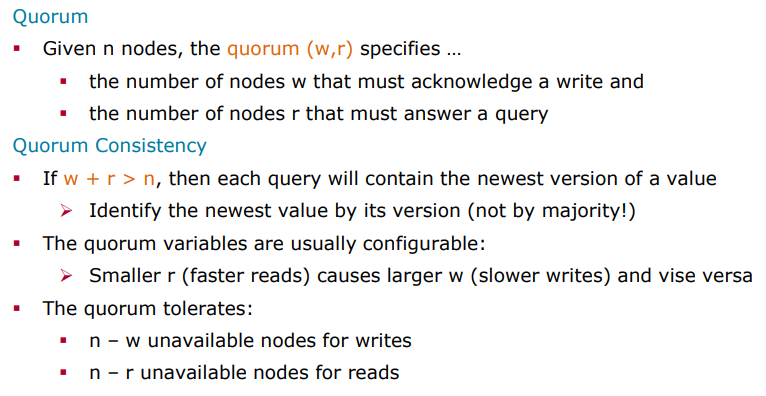 Quorum
▪ Given n nodes, the quorum (w,r) specifies …
▪ the number of nodes w that must acknowledge a write and
▪ the number of nodes r that must answer a query
Quorum Consistency
▪ If w + r > n, then each query will contain the newest version of a value
➢ Identify the newest value by its version (not by majority!)
▪ The quorum variables are usually configurable:
➢ Smaller r (faster reads) causes larger w (slower writes) and vise versa
▪ The quorum tolerates:
▪ n – w unavailable nodes for writes
▪ n – r unavailable nodes for reads